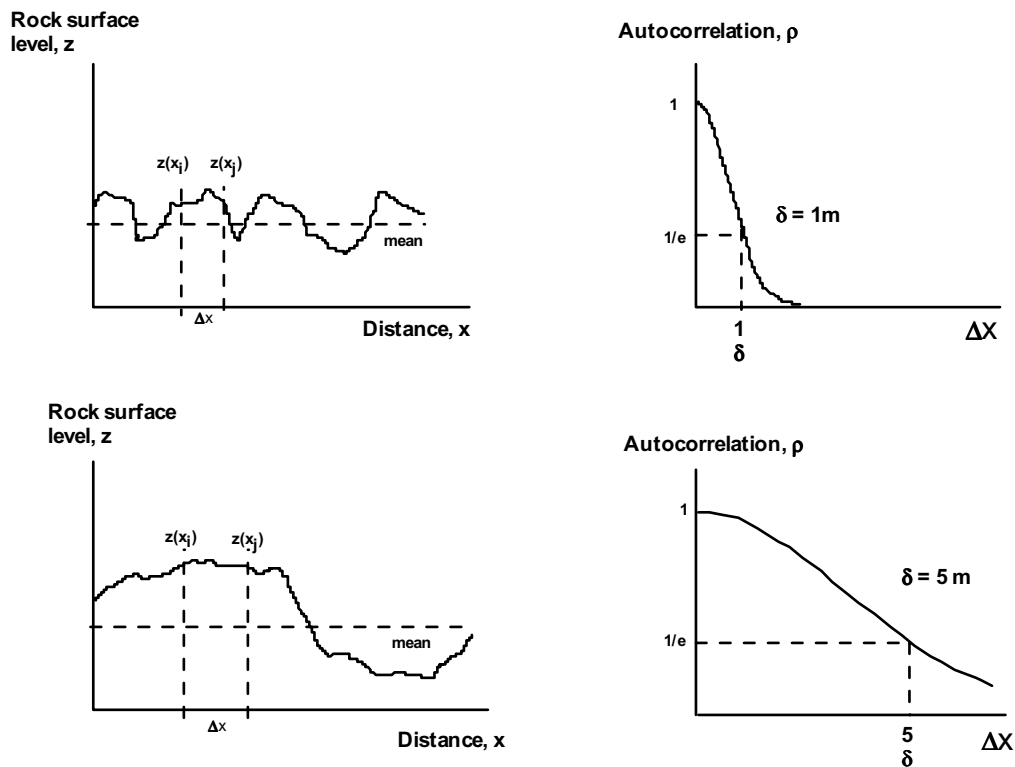 Rock surface
level, z
z(xi) z(xj)
mean
Δx
Distance, x
Autocorrelation, ρ
1
1/e
δ = 1m
1
δ
ΔX
Rock surface
level, z
z(xi) z(xj)
mean
Δx
Distance, x
Autocorrelation, ρ
1
1/e
δ = 5 m
5
δ
ΔX